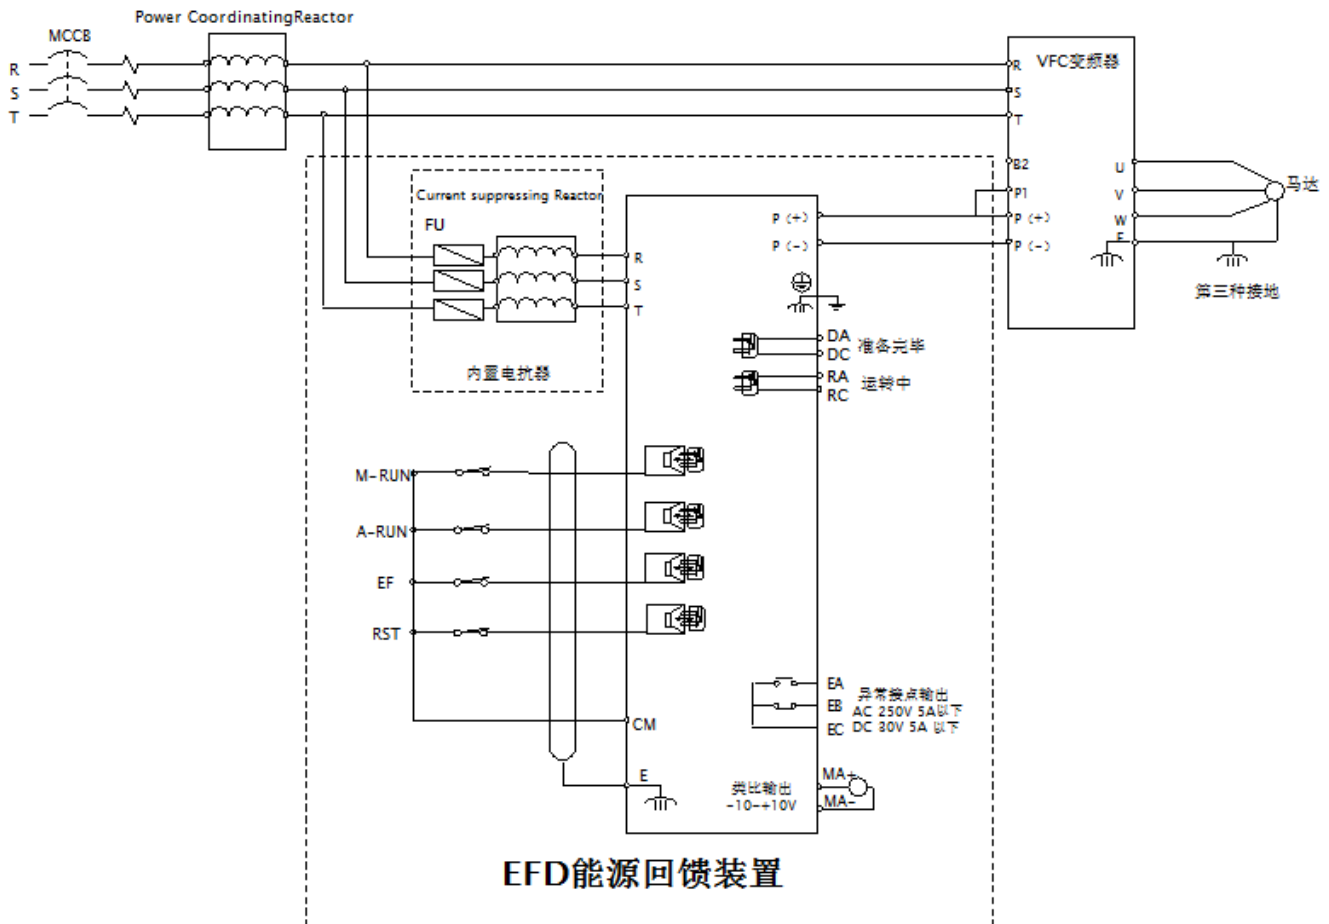 Power CoordinatingReactor
MCCB
R
S
T
VFC变频器
R
S
T
B2
P1
P (+)
P (-)
U
V
W
E
马达
第三种接地
Current suppressing Reactor
FU
内置电抗器
R
S
T
P (+)
P (-)
DA
DC
准备完毕
RA
RC
运转中
M-RUN
A-RUN
EF
RST
CM
E
EA
EB
EC
异常接点输出
AC 250V 5A以下
DC 30V 5A 以下
类比输出
-10-+10V
MA+
MA-
EFD能源回馈装置